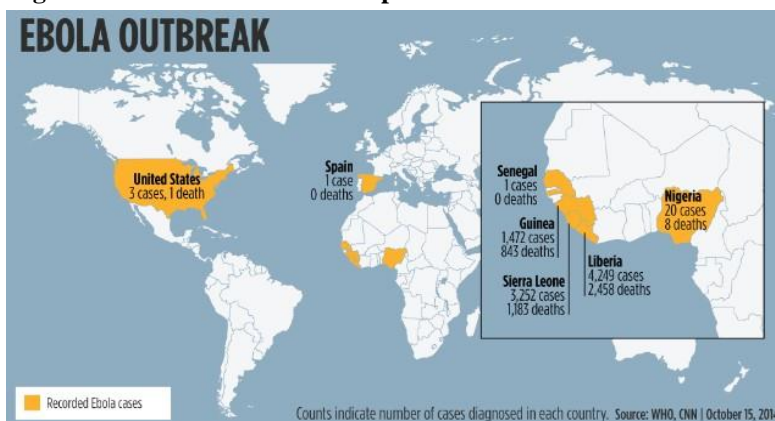 EBOLA OUTBREAK
United States
3 cases, 1 death
Spain
1 case
0 deaths
Senegal
1 cases
0 deaths
Guinea
1,472 cases
843 deaths
Sierra Leone
3,252 cases
1,183 deaths
Liberia
4,249 cases
2,458 deaths
Nigeria
20 cases
8 deaths
Recorded Ebola cases
Counts indicate number of cases diagnosed in each country. Source: WHO, CNN | October 15, 2014